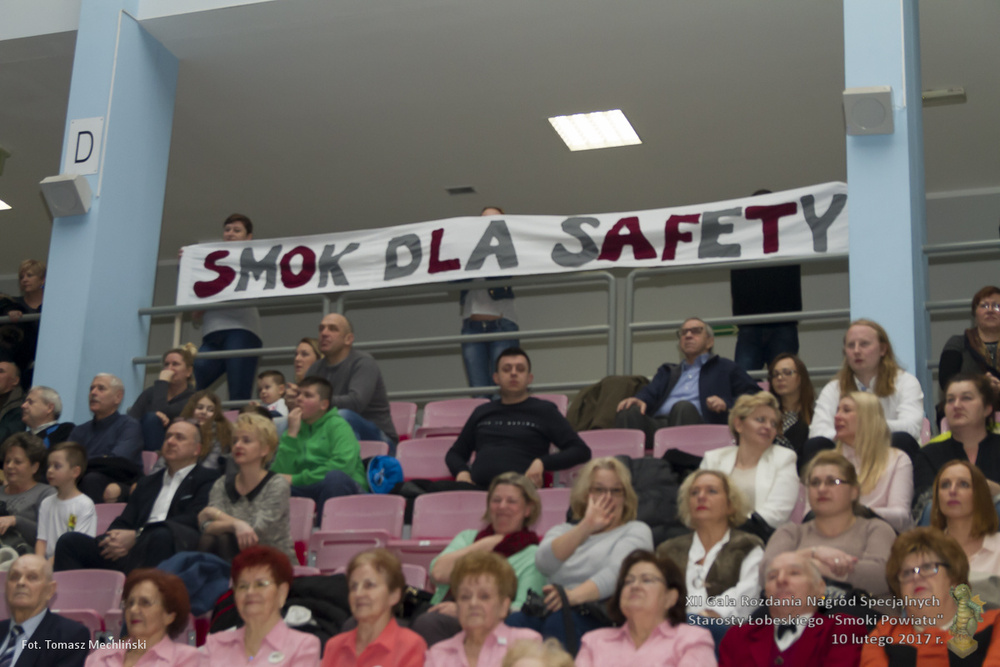 D
SMOK DLA SAFETY
XII Gala Rozdania Nagród Specjalnych
Starosty Łobeskiego "Smoki Powiatu"
10 lutego 2017 r.
Fot. Tomasz Mechliński